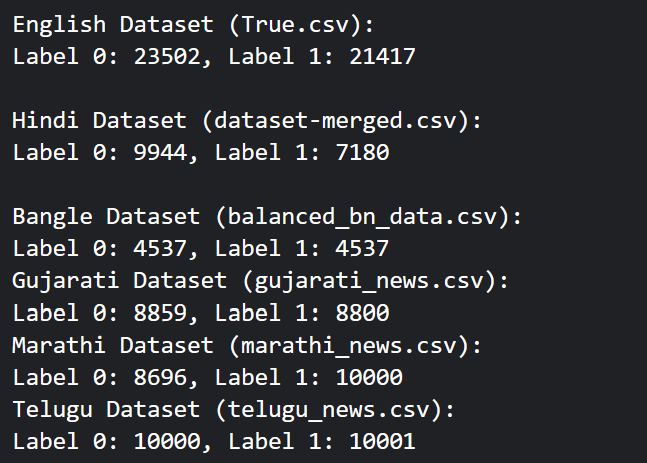 English Dataset (True.csv):
Label 0: 23502, Label 1: 21417
Hindi Dataset (dataset-merged.csv):
Label 0: 9944, Label 1: 7180
Bangle Dataset (balanced_bn_data.csv):
Label 0: 4537, Label 1: 4537
Gujarati Dataset (gujarati_news.csv):
Label 0: 8859, Label 1: 8800
Marathi Dataset (marathi_news.csv):
Label 0: 8696, Label 1: 10000
Telugu Dataset (telugu_news.csv):
Label 0: 10000, Label 1: 10001